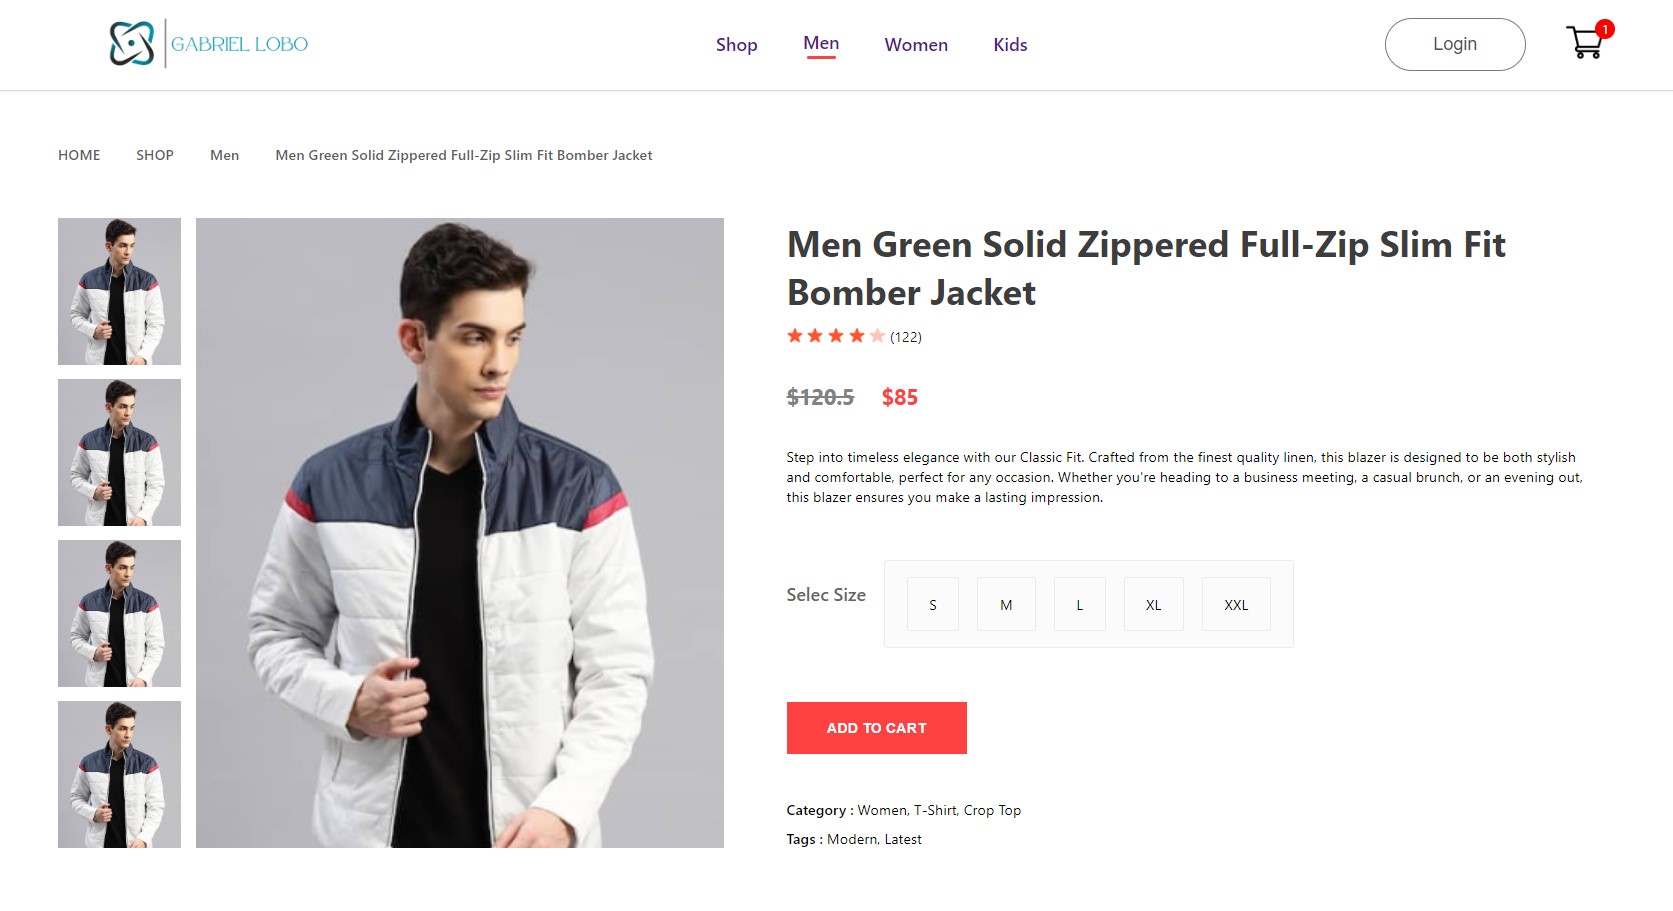 GABRIEL LOBO
Shop
Men
Women
Kids
Login
1
HOME
SHOP
Men
Men Green Solid Zippered Full-Zip Slim Fit Bomber Jacket
Men Green Solid Zippered Full-Zip Slim Fit
Bomber Jacket
(122)
$120.5 $85
Step into timeless elegance with our Classic Fit. Crafted from the finest quality linen, this blazer is designed to be both stylish
and comfortable, perfect for any occasion. Whether you're heading to a business meeting, a casual brunch, or an evening out,
this blazer ensures you make a lasting impression.
Selec Size
S
M
L
XL
XXL
ADD TO CART
Category : Women, T-Shirt, Crop Top
Tags : Modern, Latest